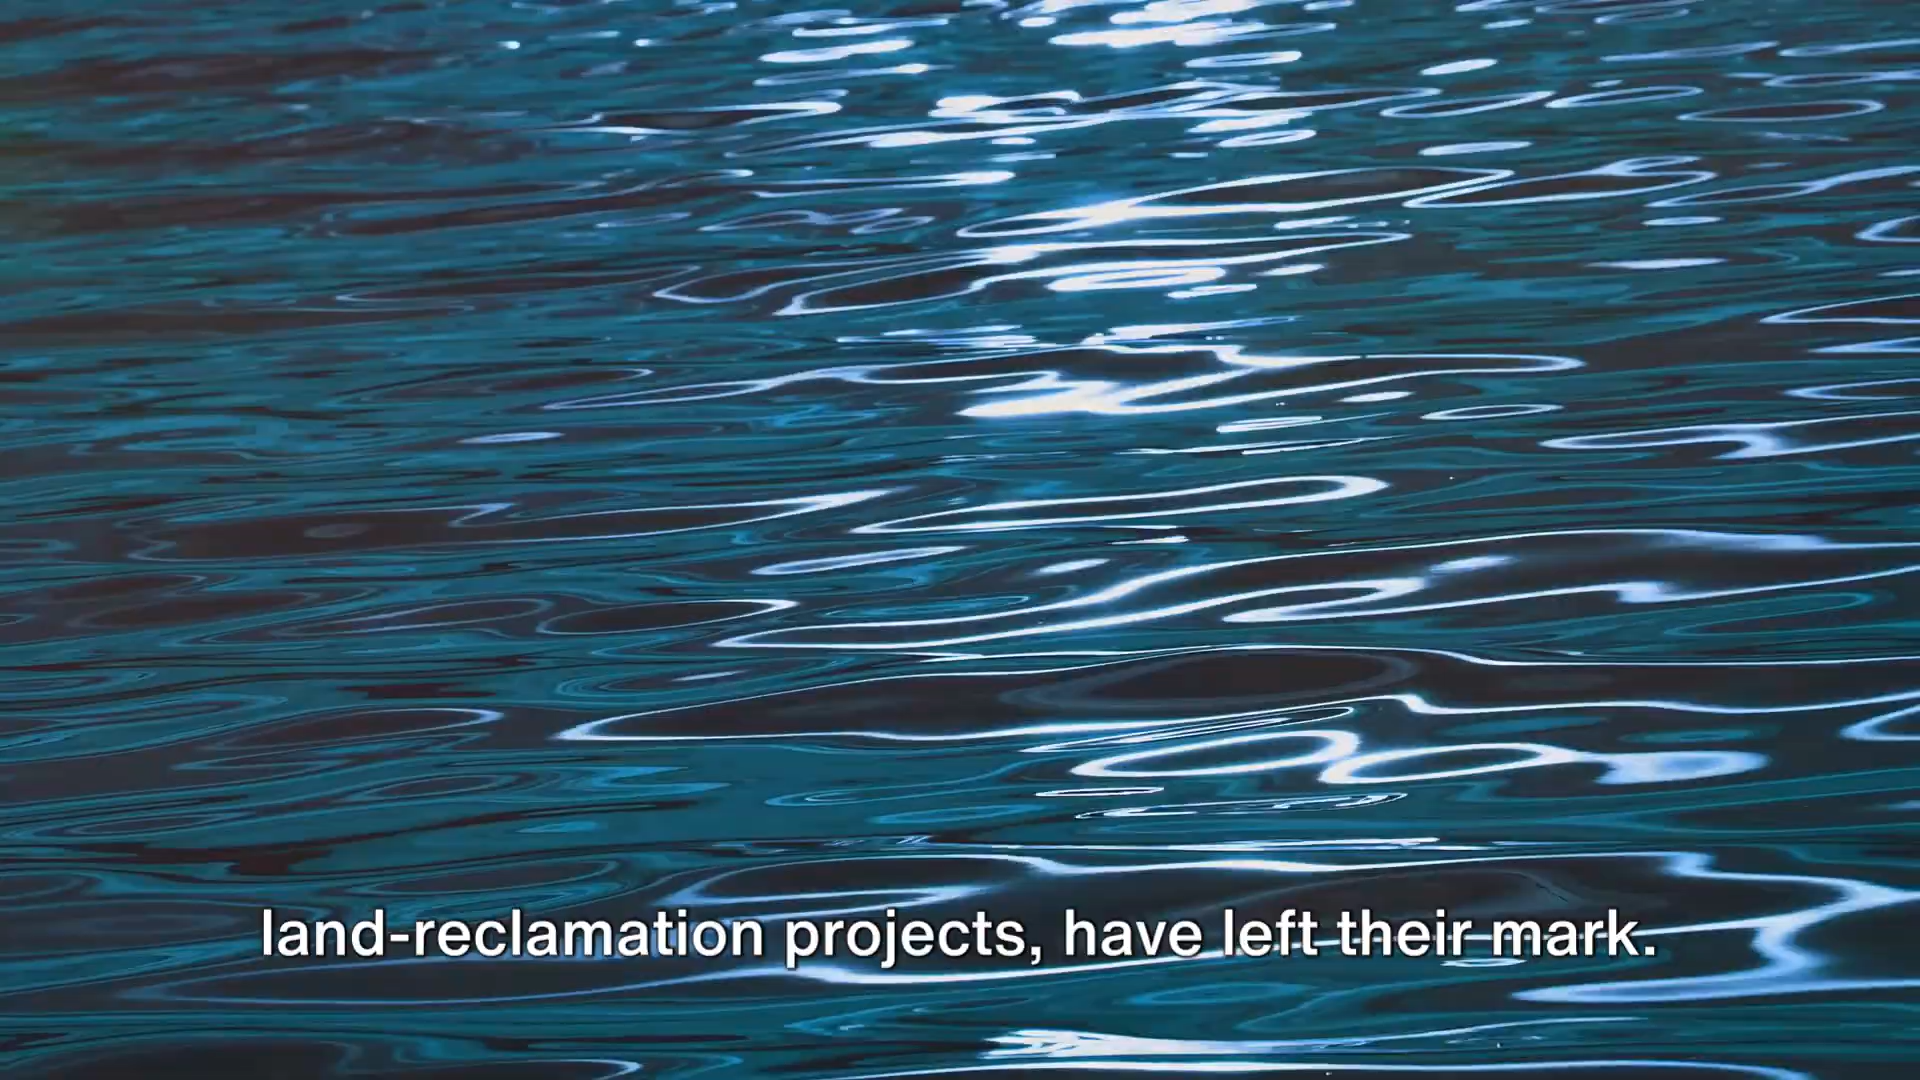 land-reclamation projects, have left their mark.